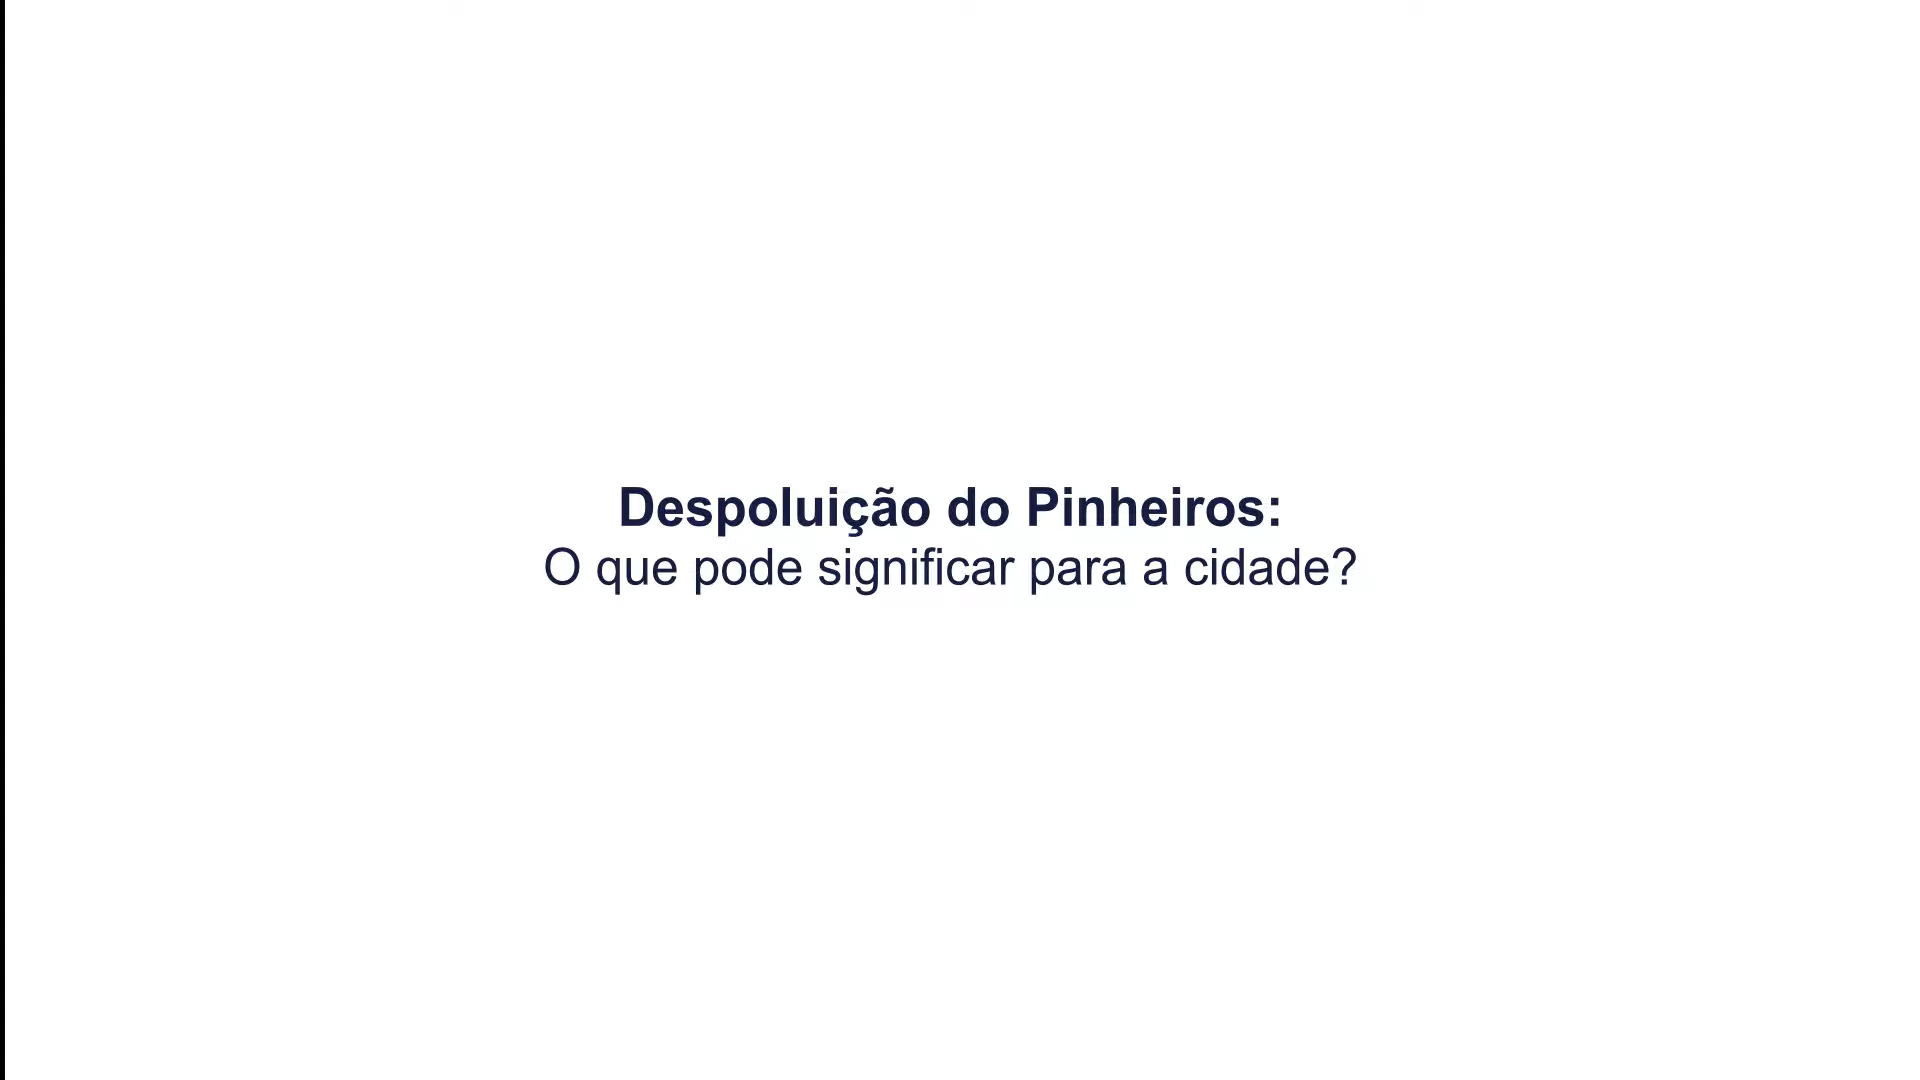 Despoluição do Pinheiros:
O que pode significar para a cidade?